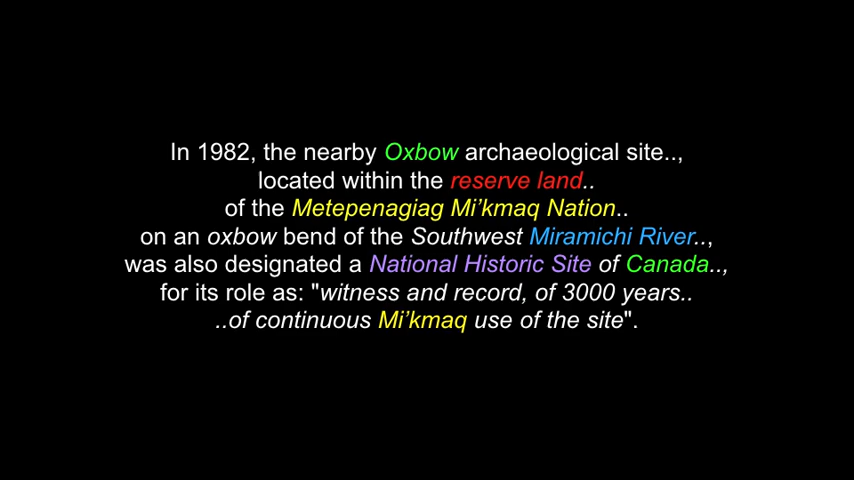 In 1982, the nearby Oxbow archaeological site..,
located within the reserve land..
of the Metepenagiag Mi’kmaq Nation..
on an oxbow bend of the Southwest Miramichi River..,
was also designated a National Historic Site of Canada..,
for its role as: "witness and record, of 3000 years..
..of continuous Mi’kmaq use of the site".